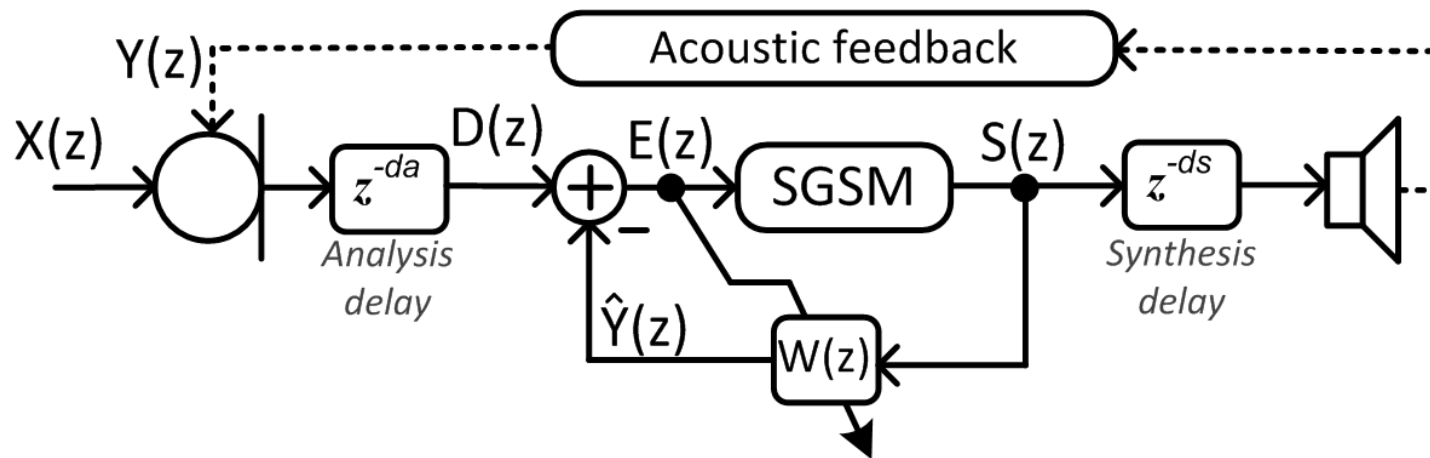 Acoustic feedback
Y(z)
X(z)
z^-da
D(z)
+
E(z)
SGSM
S(z)
z^-ds
−
Analysis
delay
Synthesis
delay
Ŷ(z)
W(z)